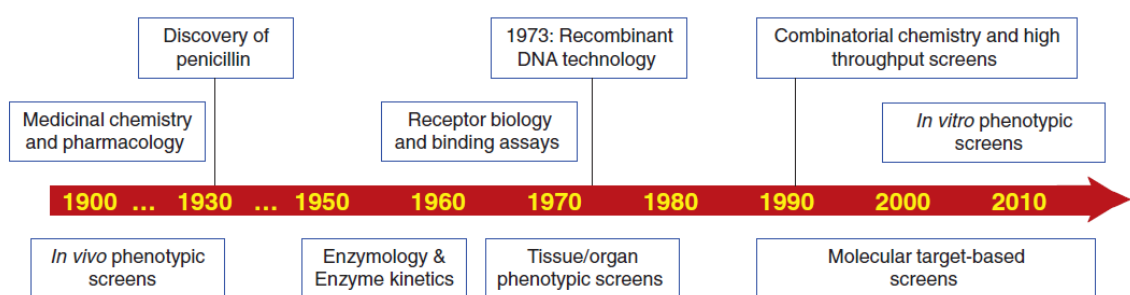 Discovery of
penicillin
1973: Recombinant
DNA technology
Combinatorial chemistry and high
throughput screens
Medicinal chemistry
and pharmacology
Receptor biology
and binding assays
In vitro phenotypic
screens
1900 ... 1930 ... 1950 1960 1970 1980 1990 2000 2010
In vivo phenotypic
screens
Enzymology &
Enzyme kinetics
Tissue/organ
phenotypic screens
Molecular target-based
screens